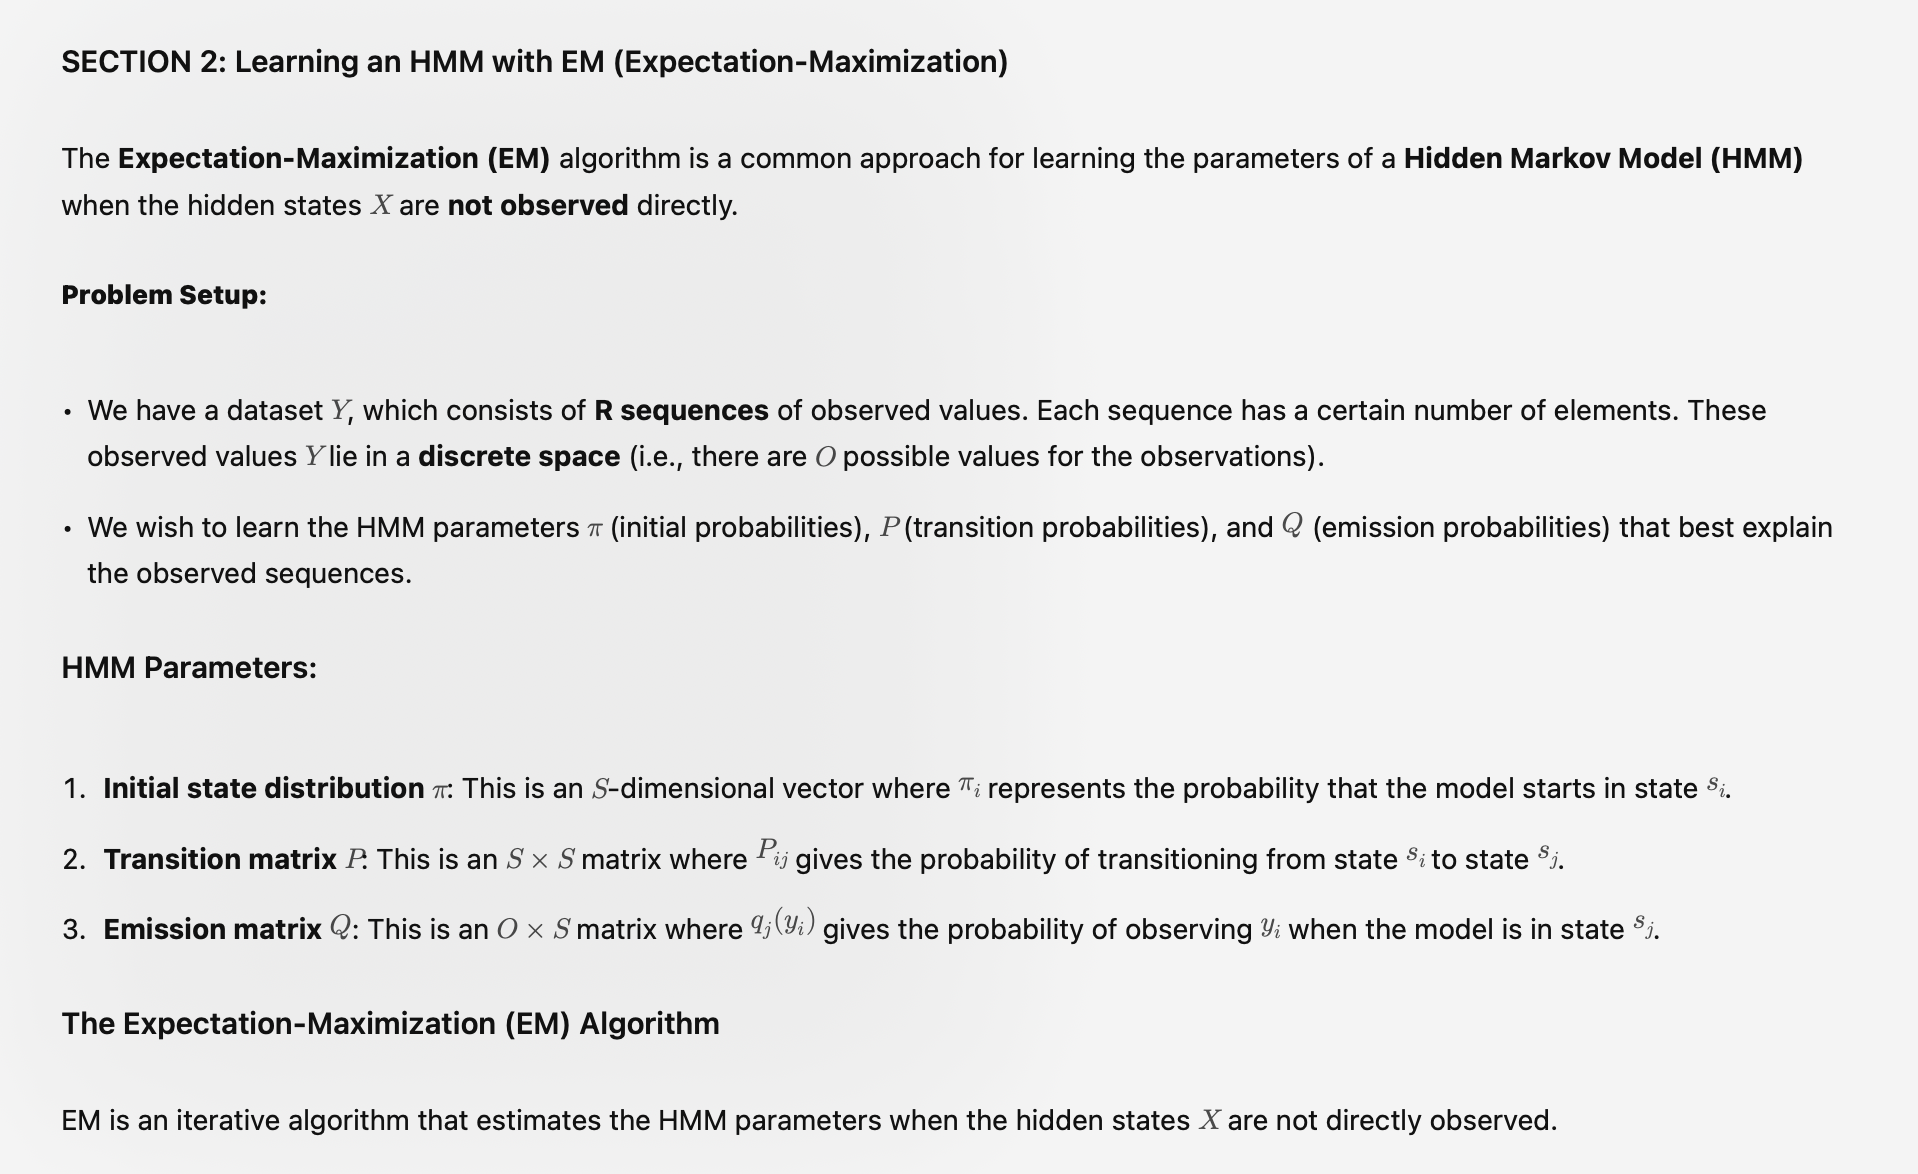 SECTION 2: Learning an HMM with EM (Expectation-Maximization)
The Expectation-Maximization (EM) algorithm is a common approach for learning the parameters of a Hidden Markov Model (HMM)
when the hidden states X are not observed directly.
Problem Setup:
• We have a dataset Y, which consists of R sequences of observed values. Each sequence has a certain number of elements. These
observed values Y lie in a discrete space (i.e., there are O possible values for the observations).
• We wish to learn the HMM parameters π (initial probabilities), P (transition probabilities), and Q (emission probabilities) that best explain
the observed sequences.
HMM Parameters:
1. Initial state distribution π: This is an S-dimensional vector where π_i represents the probability that the model starts in state s_i.
2. Transition matrix P: This is an S × S matrix where P_ij gives the probability of transitioning from state s_i to state s_j.
3. Emission matrix Q: This is an O × S matrix where q_j(y_i) gives the probability of observing y_i when the model is in state s_j.
The Expectation-Maximization (EM) Algorithm
EM is an iterative algorithm that estimates the HMM parameters when the hidden states X are not directly observed.